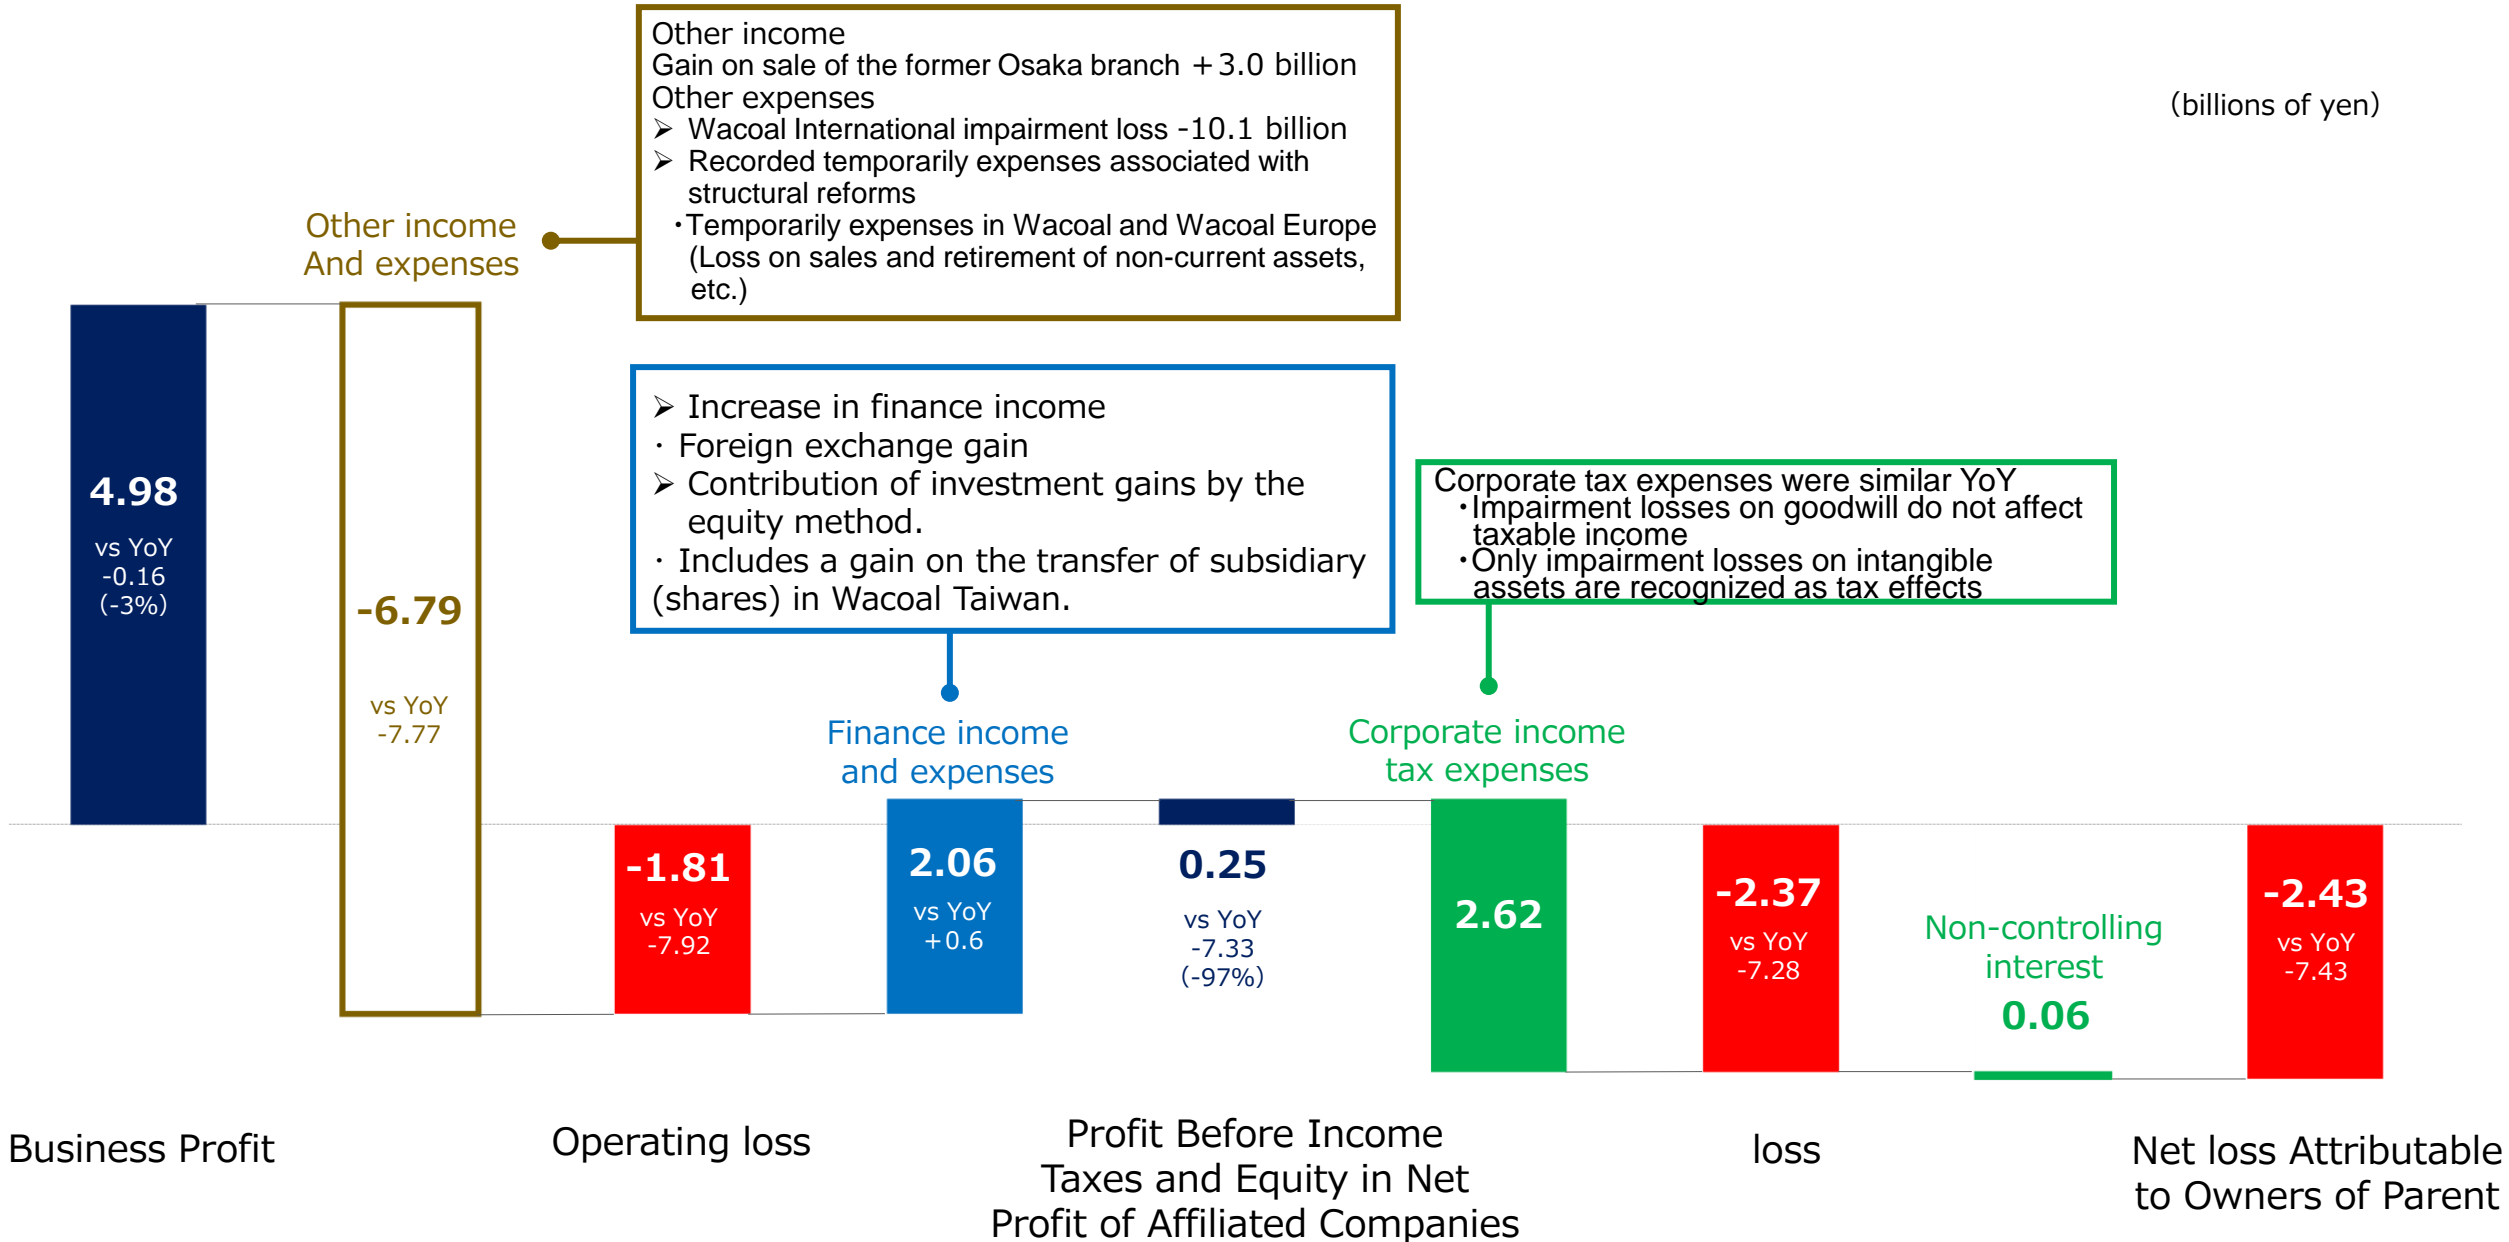 Other income
Gain on sale of the former Osaka branch ＋3.0 billion
Other expenses
➢ Wacoal International impairment loss -10.1 billion
➢ Recorded temporarily expenses associated with
structural reforms
・Temporarily expenses in Wacoal and Wacoal Europe
(Loss on sales and retirement of non-current assets,
etc.)
（billions of yen）
Other income
And expenses
➢ Increase in finance income
· Foreign exchange gain
➢ Contribution of investment gains by the
equity method.
· Includes a gain on the transfer of subsidiary
(shares) in Wacoal Taiwan.
Corporate tax expenses were similar YoY
・Impairment losses on goodwill do not affect
taxable income
・Only impairment losses on intangible
assets are recognized as tax effects
4.98
vs YoY
-0.16
（-3%）
-6.79
vs YoY
-7.77
Finance income
and expenses
Corporate income
tax expenses
-1.81
vs YoY
-7.92
2.06
vs YoY
＋0.6
0.25
vs YoY
-7.33
（-97%）
2.62
-2.37
vs YoY
-7.28
Non-controlling
interest
0.06
-2.43
vs YoY
-7.43
Business Profit
Operating loss
Profit Before Income
Taxes and Equity in Net
Profit of Affiliated Companies
loss
Net loss Attributable
to Owners of Parent